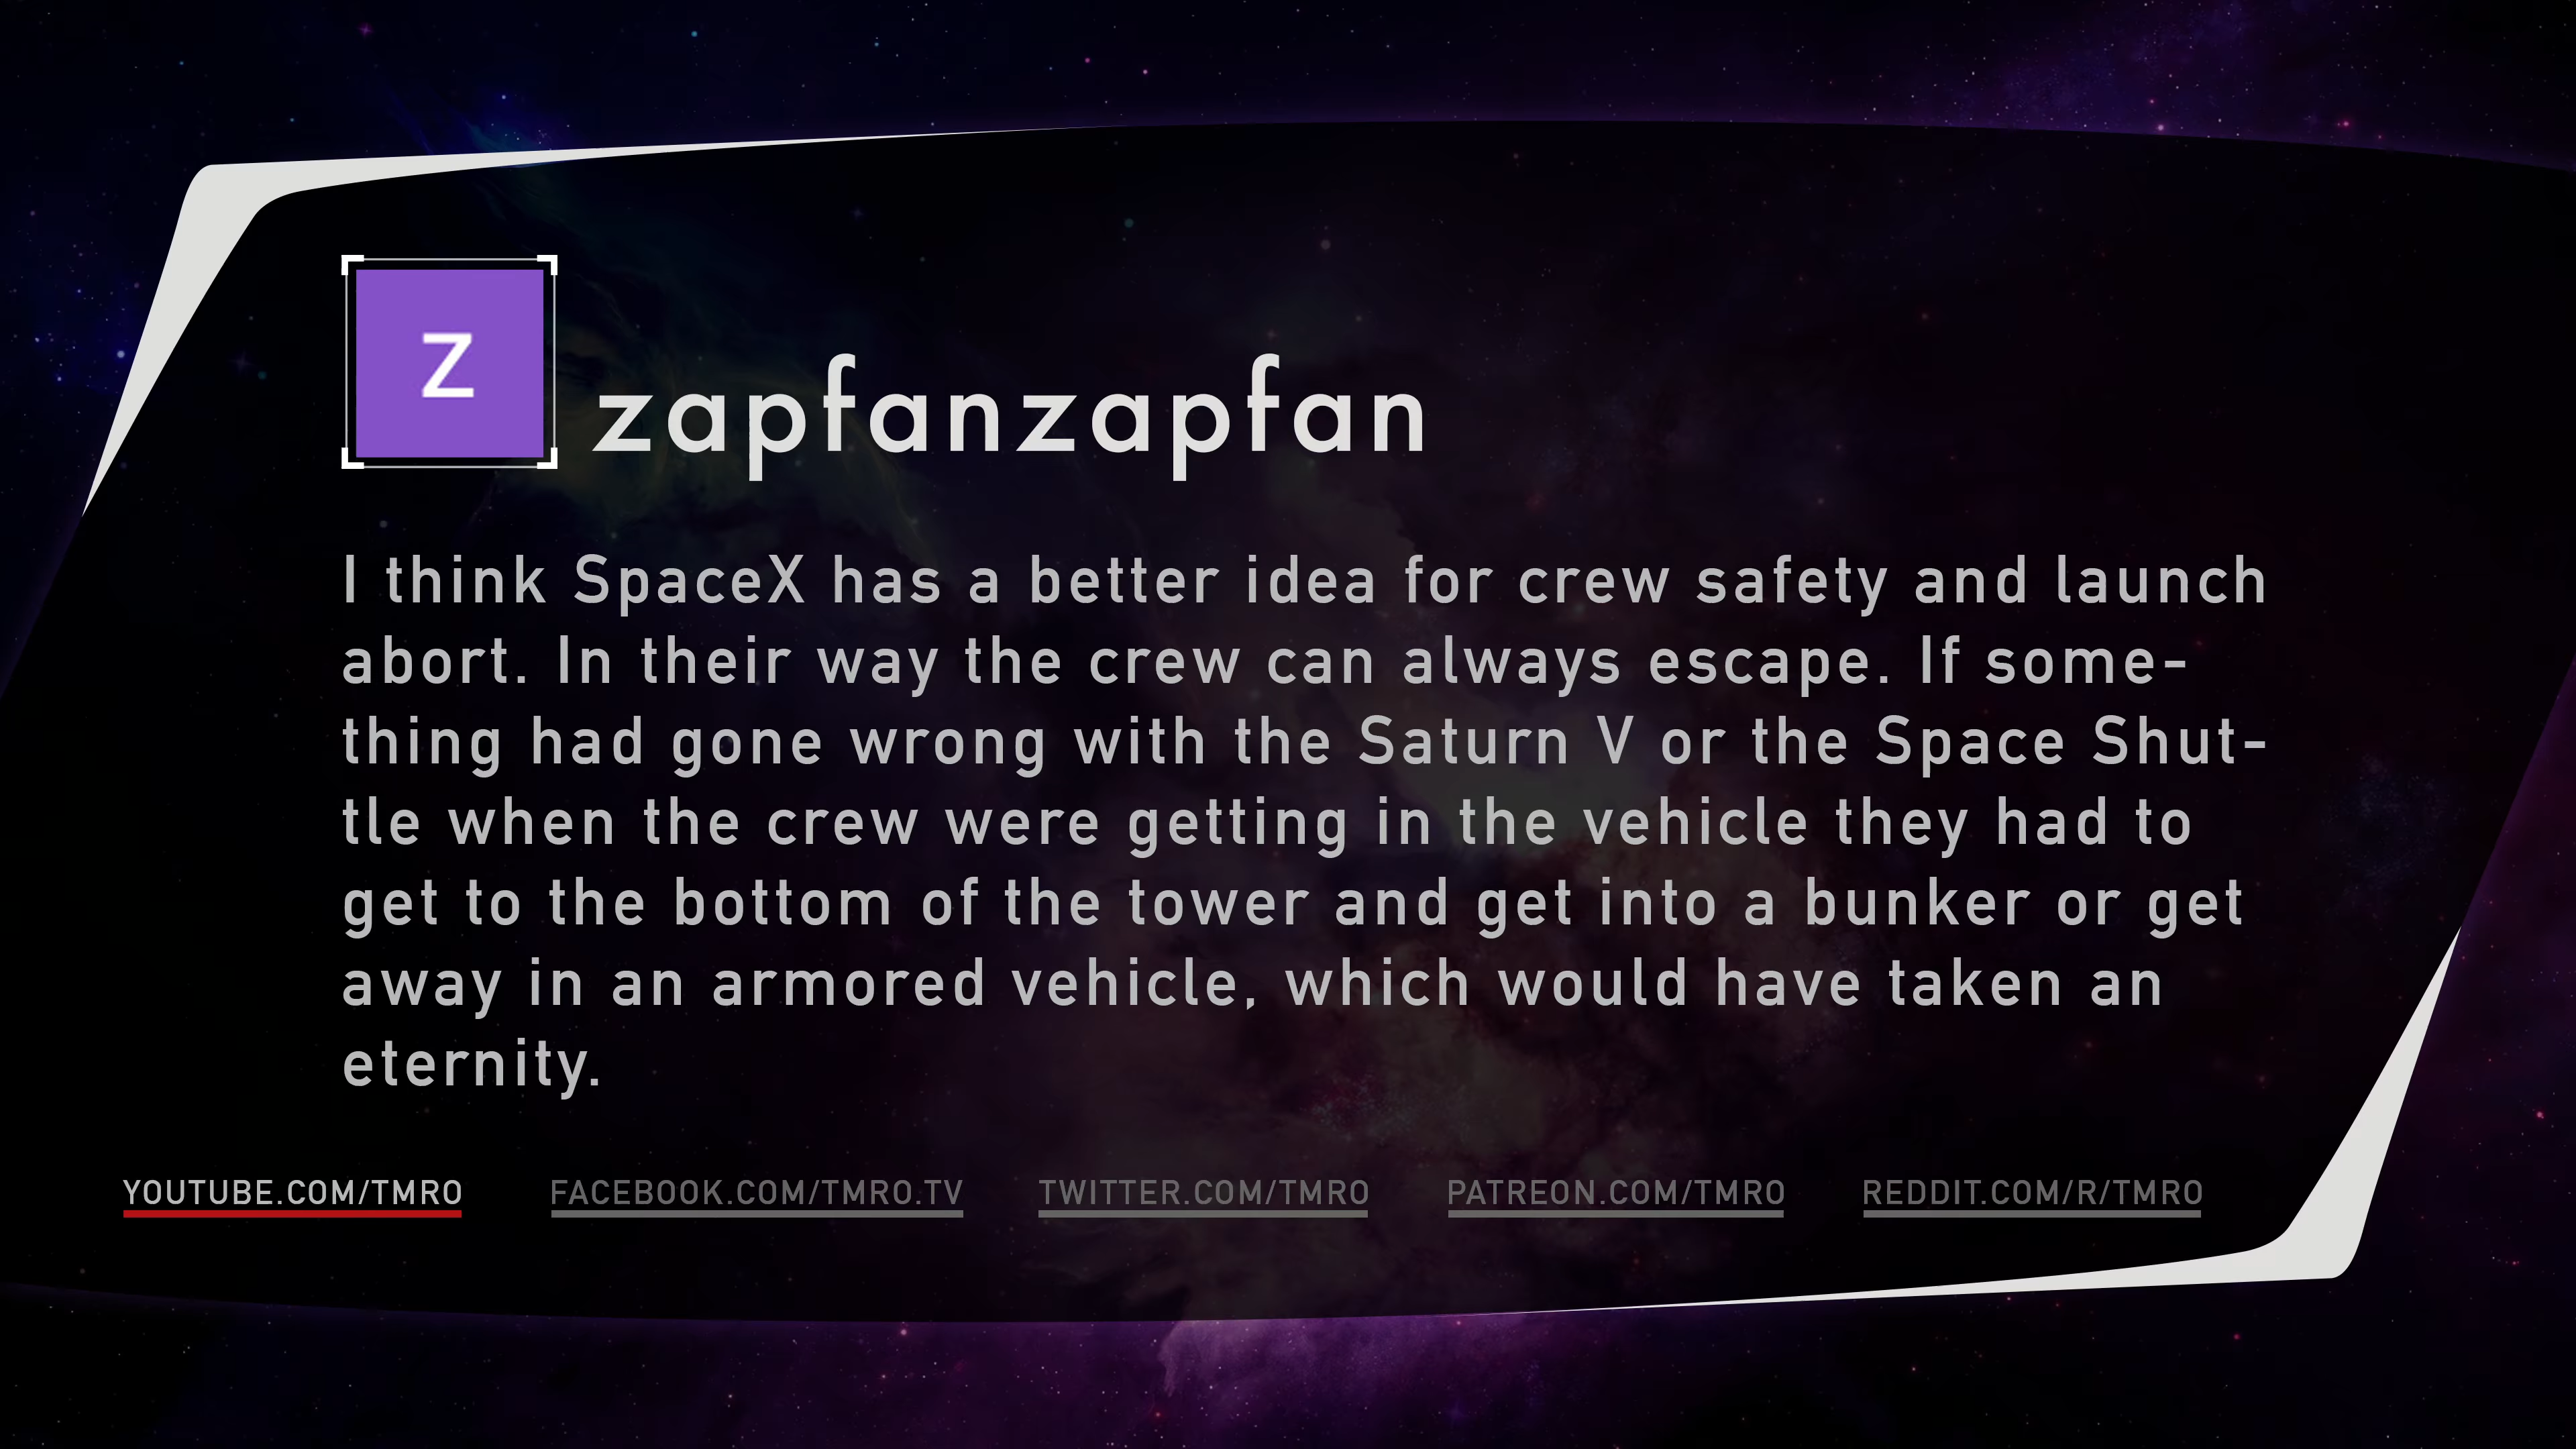 z
zapfanzapfan
I think SpaceX has a better idea for crew safety and launch
abort. In their way the crew can always escape. If some-
thing had gone wrong with the Saturn V or the Space Shut-
tle when the crew were getting in the vehicle they had to
get to the bottom of the tower and get into a bunker or get
away in an armored vehicle, which would have taken an
eternity.
YOUTUBE.COM/TMRO FACEBOOK.COM/TMRO.TV TWITTER.COM/TMRO PATREON.COM/TMRO REDDIT.COM/R/TMRO